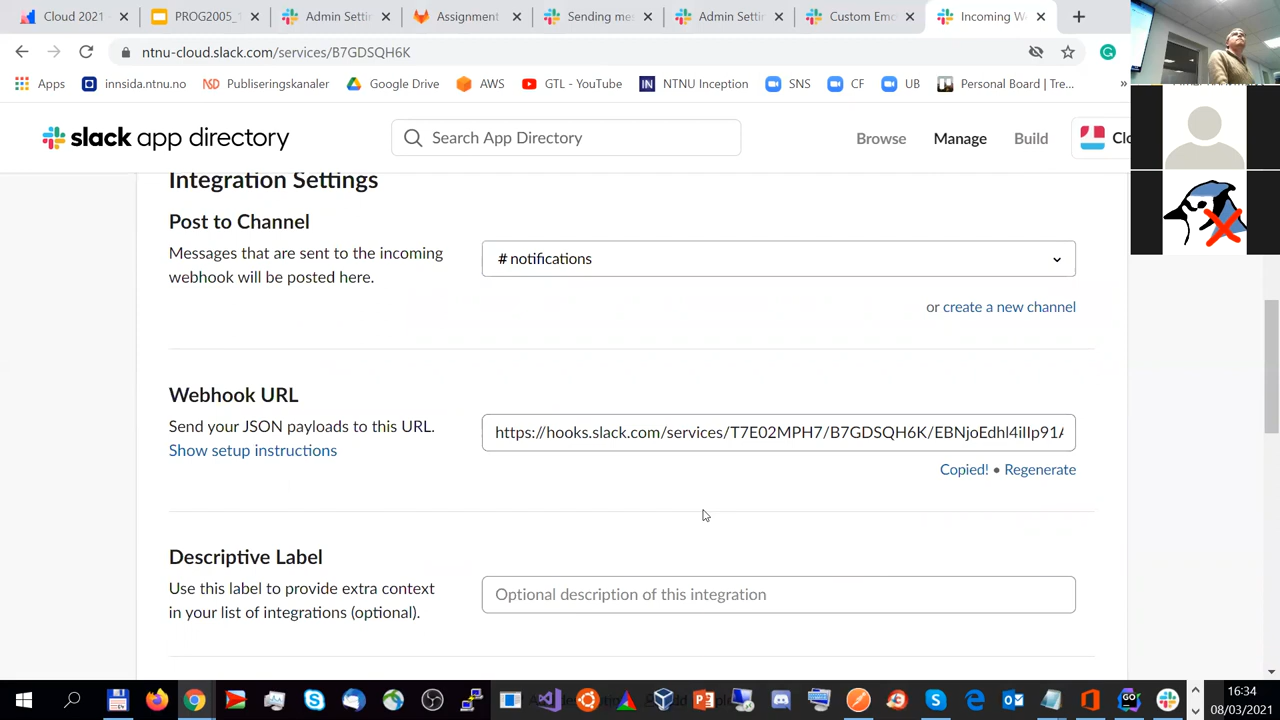 Cloud 2021 -
PROG2005_
Admin Setti
Assignment
Sending me
Admin Setti
Custom Emo
Incoming W
ntnu-cloud.slack.com/services/B7GDSQH6K
Apps
innsida.ntnu.no
Publiseringskanaler
Google Drive
AWS
GTL - YouTube
NTNU Inception
SNS
CF
UB
Personal Board | Tre...
»
slack app directory
Search App Directory
Browse
Manage
Build
Clo
Integration Settings
Post to Channel
Messages that are sent to the incoming
webhook will be posted here.
# notifications
or create a new channel
Webhook URL
Send your JSON payloads to this URL.
Show setup instructions
https://hooks.slack.com/services/T7E02MPH7/B7GDSQH6K/
Copied! • Regenerate
Descriptive Label
Use this label to provide extra context
in your list of integrations (optional).
Optional description of this integration
16:34
08/03/2021